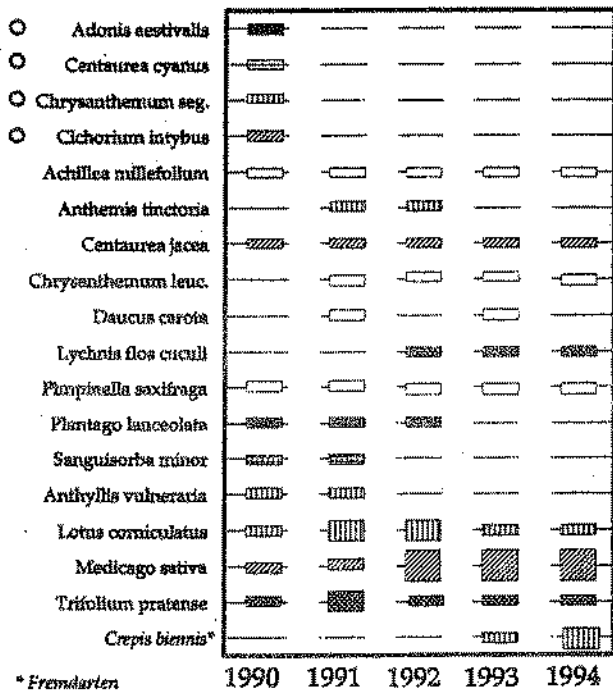 Adonis aestivalis
Centaurea cyanus
Chrysanthemum seg.
Cichorium intybus
Achillea millefolium
Anthemis tinctoria
Centaurea jacea
Chrysanthemum leuc.
Daucus carota
Lychnis flos cuculi
Pimpinella saxifraga
Plantago lanceolata
Sanguisorba minor
Anthyllis vulneraria
Lotus corniculatus
Medicago sativa
Trifolium pratense
Crepis biennis*
* Fremdarten 1990 1991 1992 1993 1994